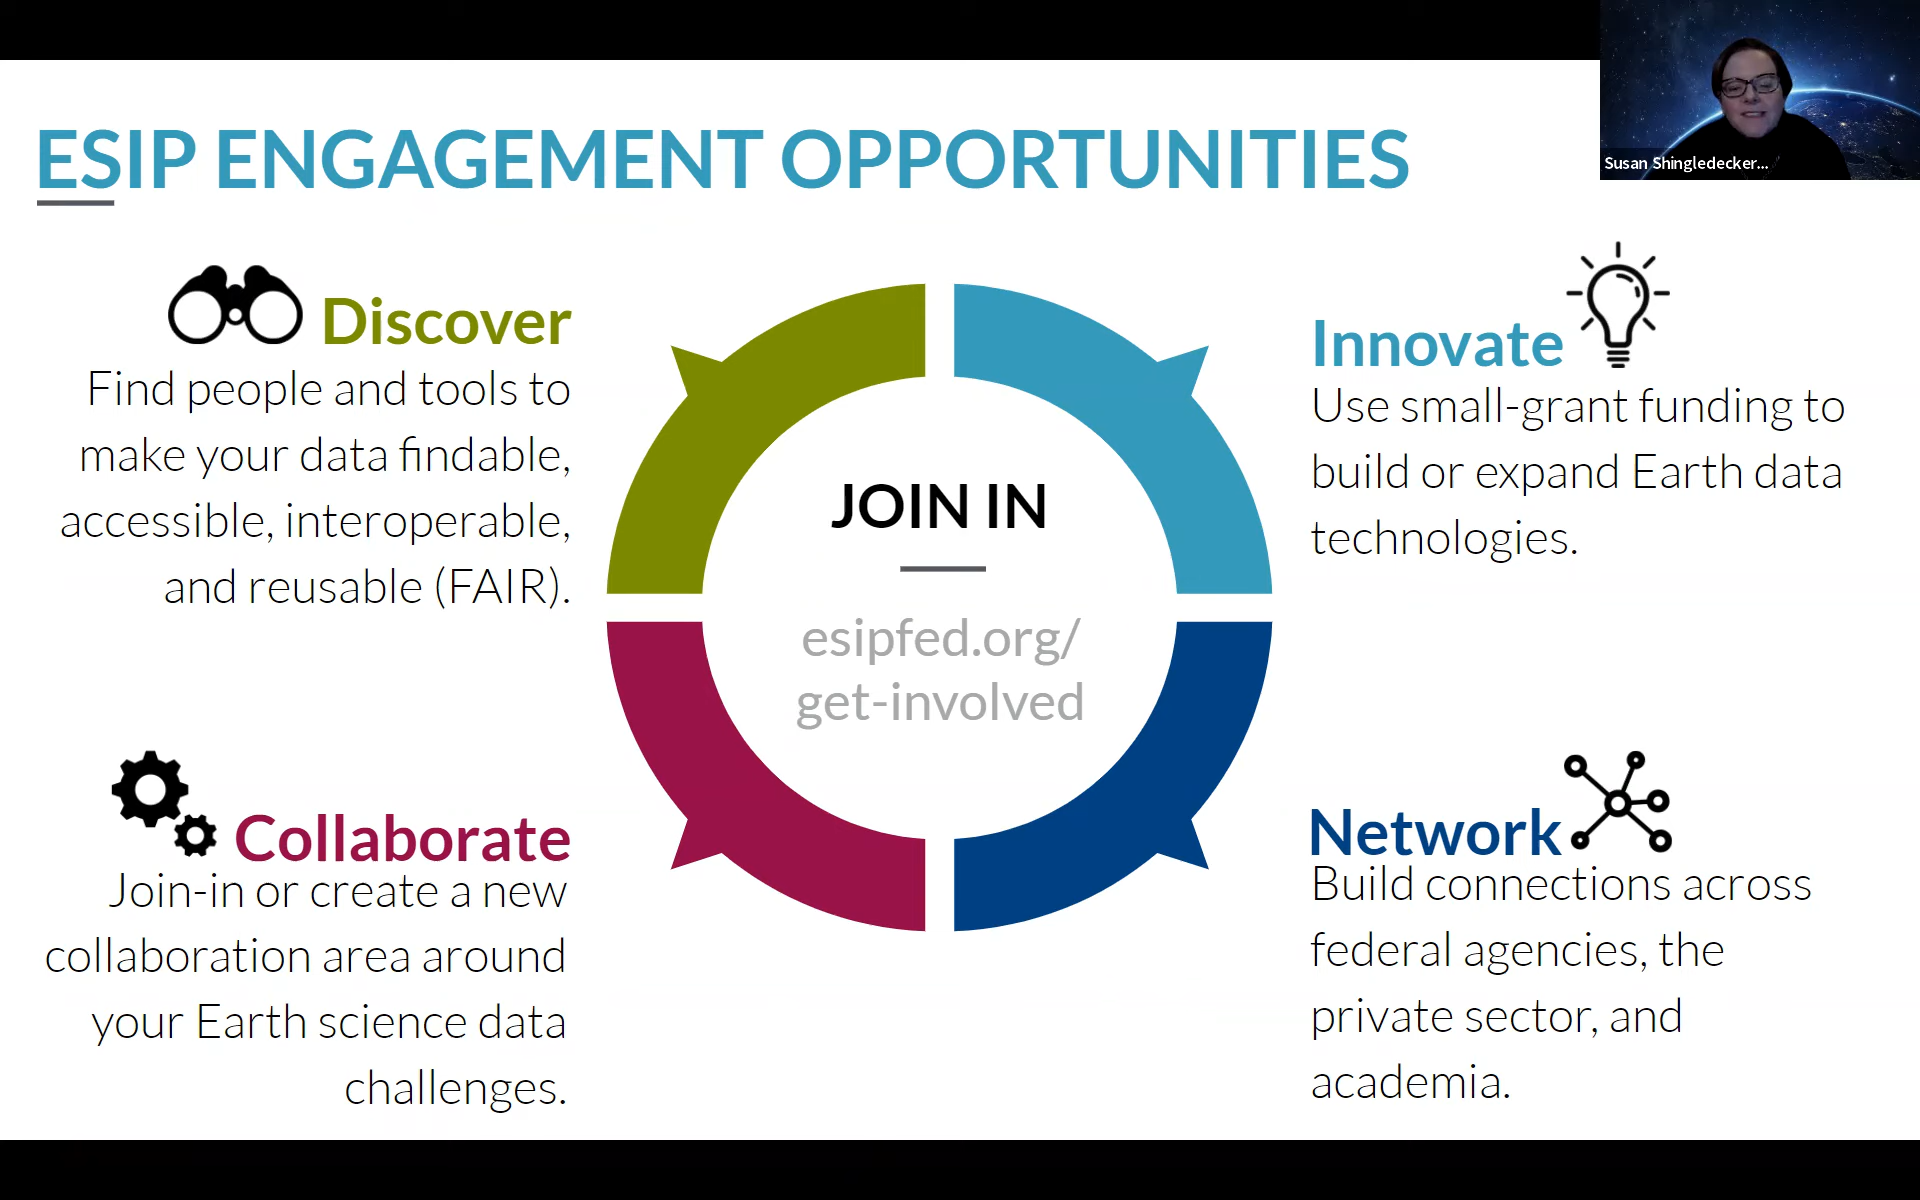 ESIP ENGAGEMENT OPPORTUNITIES
Susan Shingledecker...
Discover
Find people and tools to
make your data findable,
accessible, interoperable,
and reusable (FAIR).
Innovate
Use small-grant funding to
build or expand Earth data
technologies.
JOIN IN
esipfed.org/
get-involved
Collaborate
Join-in or create a new
collaboration area around
your Earth science data
challenges.
Network
Build connections across
federal agencies, the
private sector, and
academia.